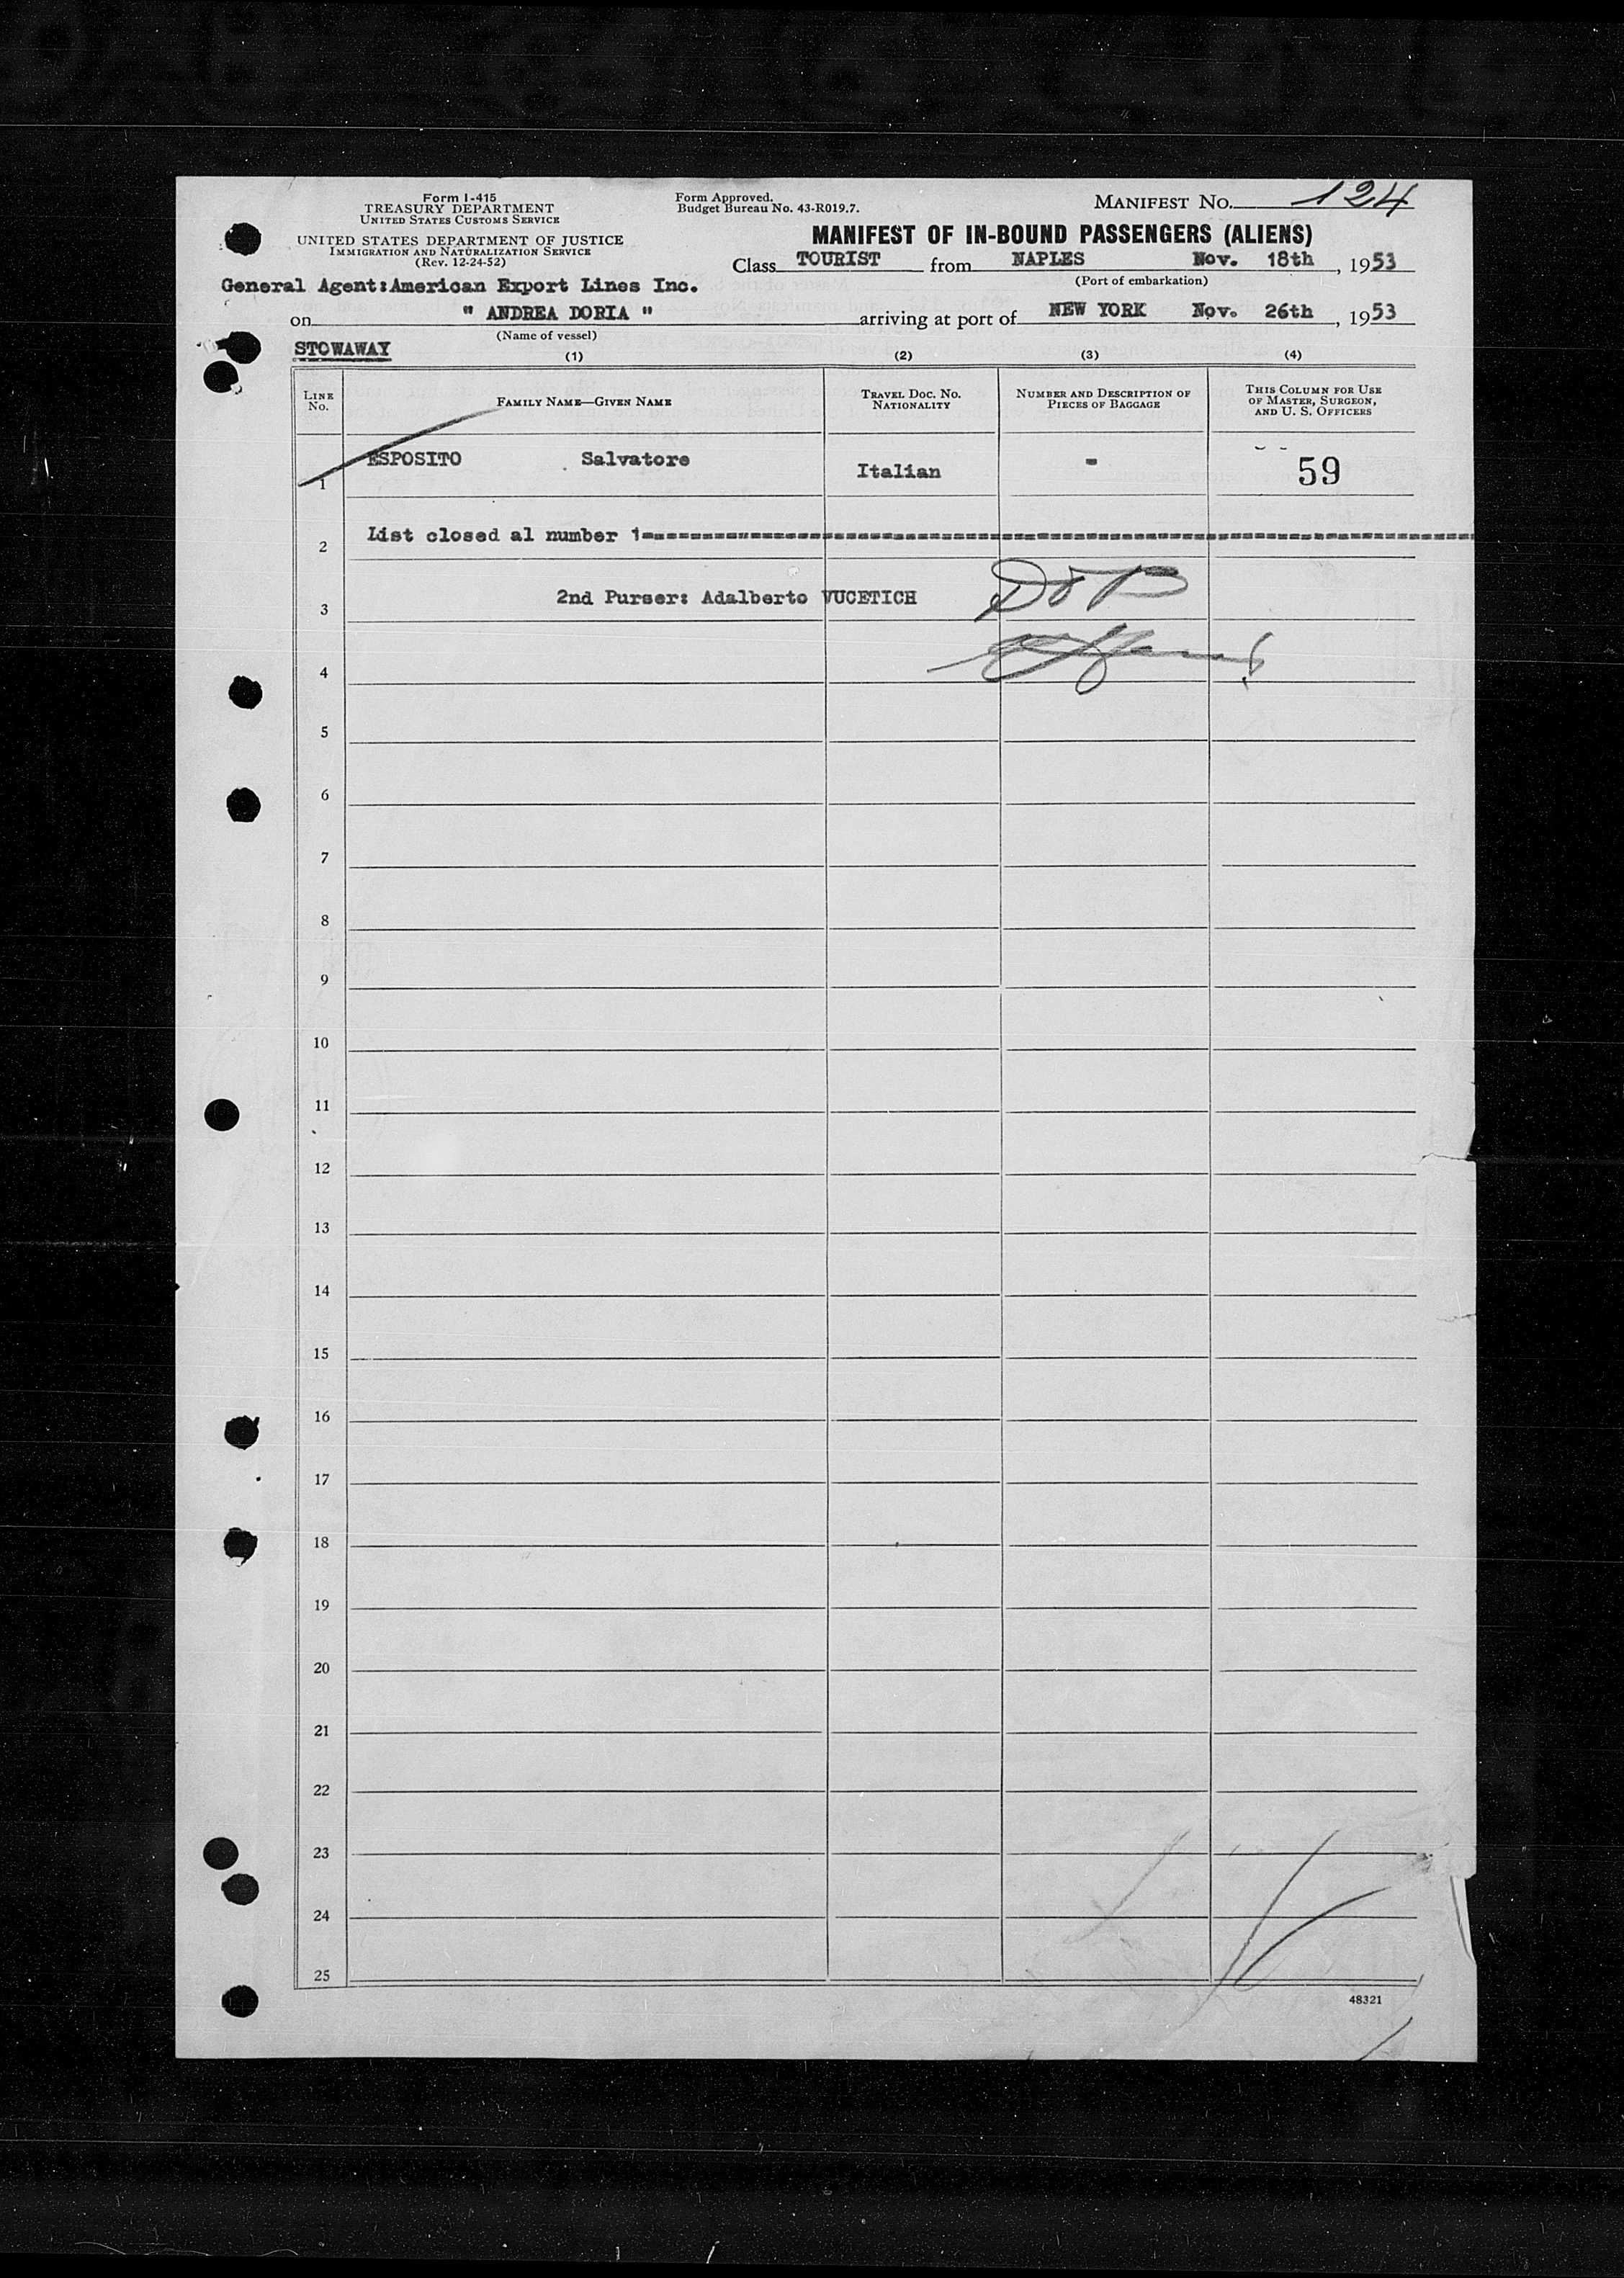 Form I-415
TREASURY DEPARTMENT
UNITED STATES CUSTOMS SERVICE
UNITED STATES DEPARTMENT OF JUSTICE
IMMIGRATION AND NATURALIZATION SERVICE
(Rev. 12-24-52)
Form Approved.
Budget Bureau No. 43-R019.7.
MANIFEST NO. 124
MANIFEST OF IN-BOUND PASSENGERS (ALIENS)
Class TOURIST from NAPLES Nov. 18th, 1953
(Port of embarkation)
General Agent:American Export Lines Inc.
on " ANDREA DORIA " arriving at port of NEW YORK Nov. 26th, 1953
(Name of vessel)
STOWAWAY
(1) (2) (3) (4)
LINE NO. FAMILY NAME—GIVEN NAME TRAVEL DOC. NO. NATIONALITY NUMBER AND DESCRIPTION OF PIECES OF BAGGAGE THIS COLUMN FOR USE OF MASTER, SURGEON, AND U. S. OFFICERS
1 ESPOSITO Salvatore Italian - 59
2 List closed al number 1=
3 2nd Purser: Adalberto VUCETICH
4
5
6
7
8
9
10
11
12
13
14
15
16
17
18
19
20
21
22
23
24
25
48321